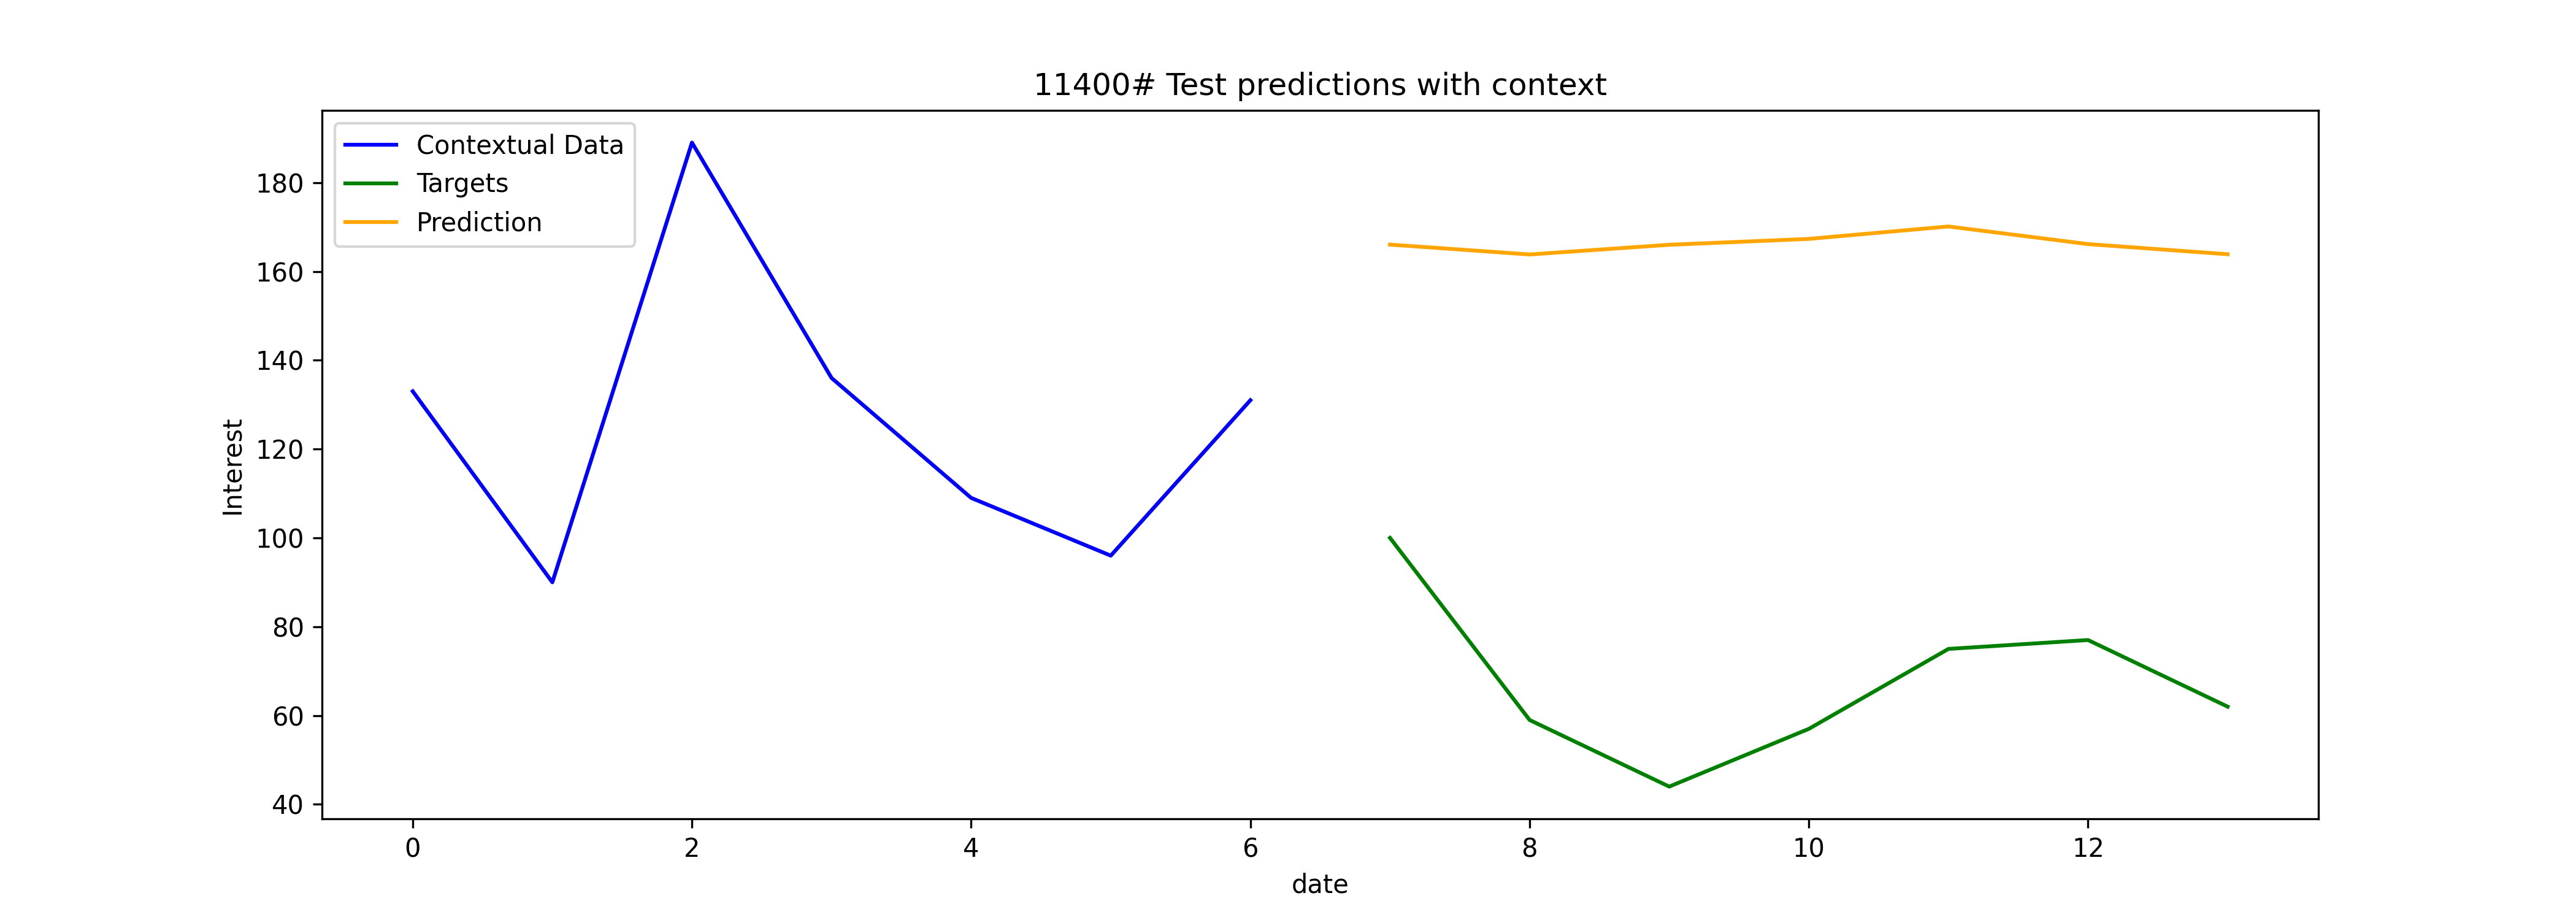 11400# Test predictions with context
Contextual Data
Targets
Prediction
Interest
180
160
140
120
100
80
60
40
0 2 4 6 8 10 12
date